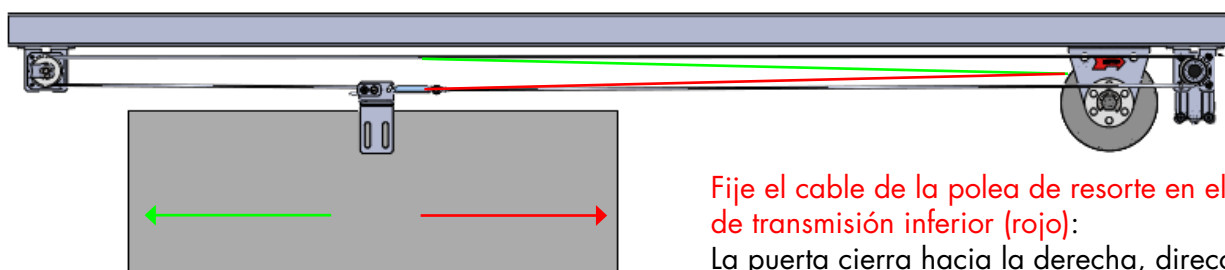 Fije el cable de la polea de resorte en el
de transmisión inferior (rojo):
La puerta cierra hacia la derecha, direc